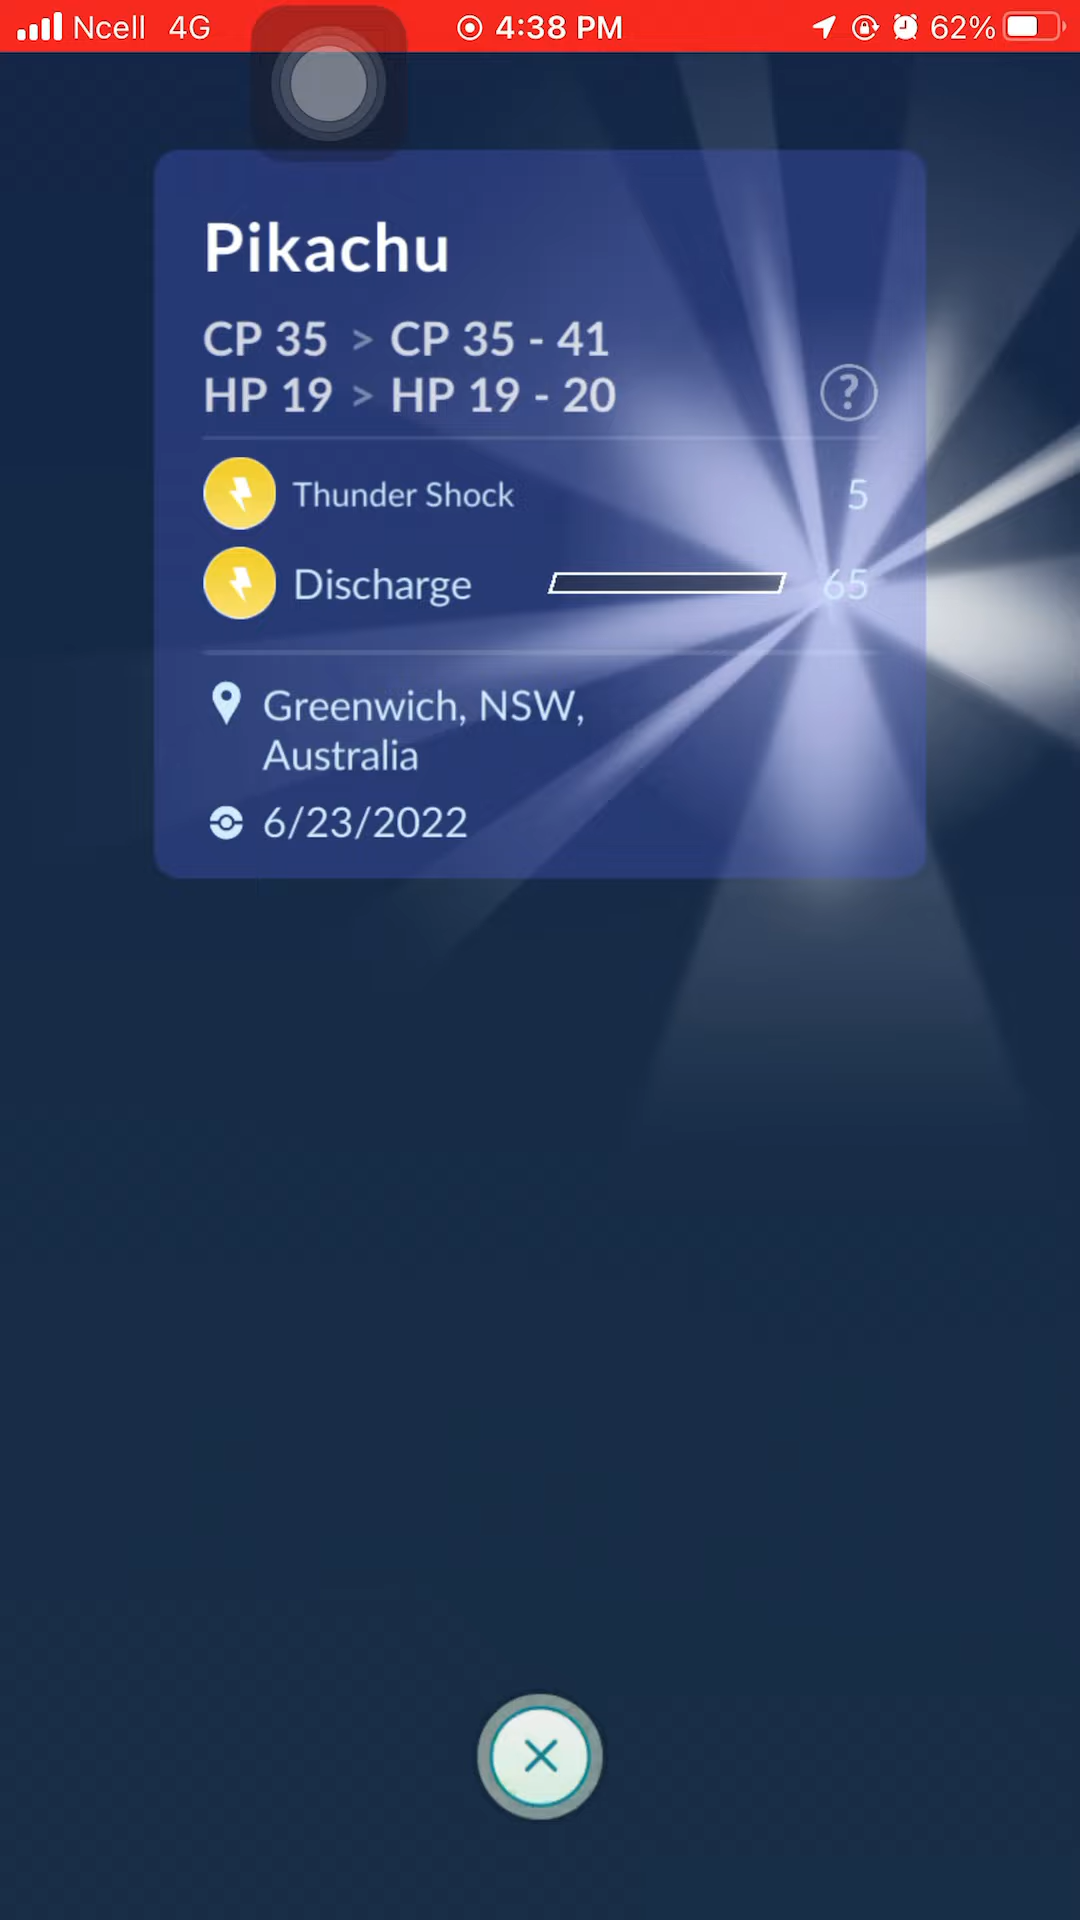 Ncell 4G 4:38 PM 62%
Pikachu
CP 35 > CP 35 - 41
HP 19 > HP 19 - 20
?
Thunder Shock 5
Discharge 65
Greenwich, NSW,
Australia
6/23/2022